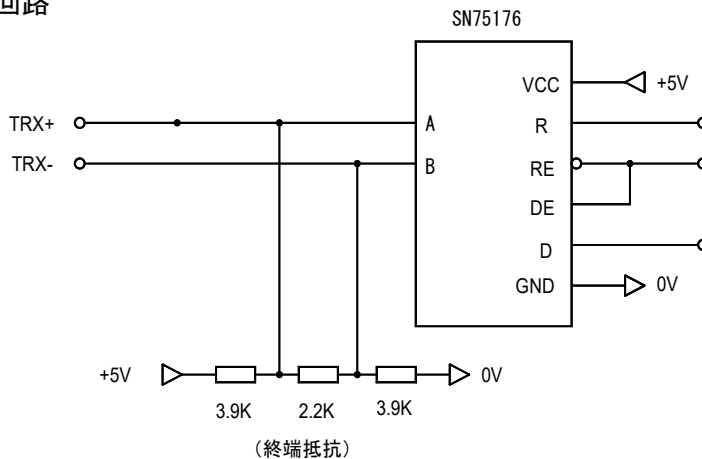 回路
SN75176
VCC
+5V
TRX+
A
R
TRX-
B
RE
DE
D
GND
0V
+5V
0V
3.9K
2.2K
3.9K
(終端抵抗)